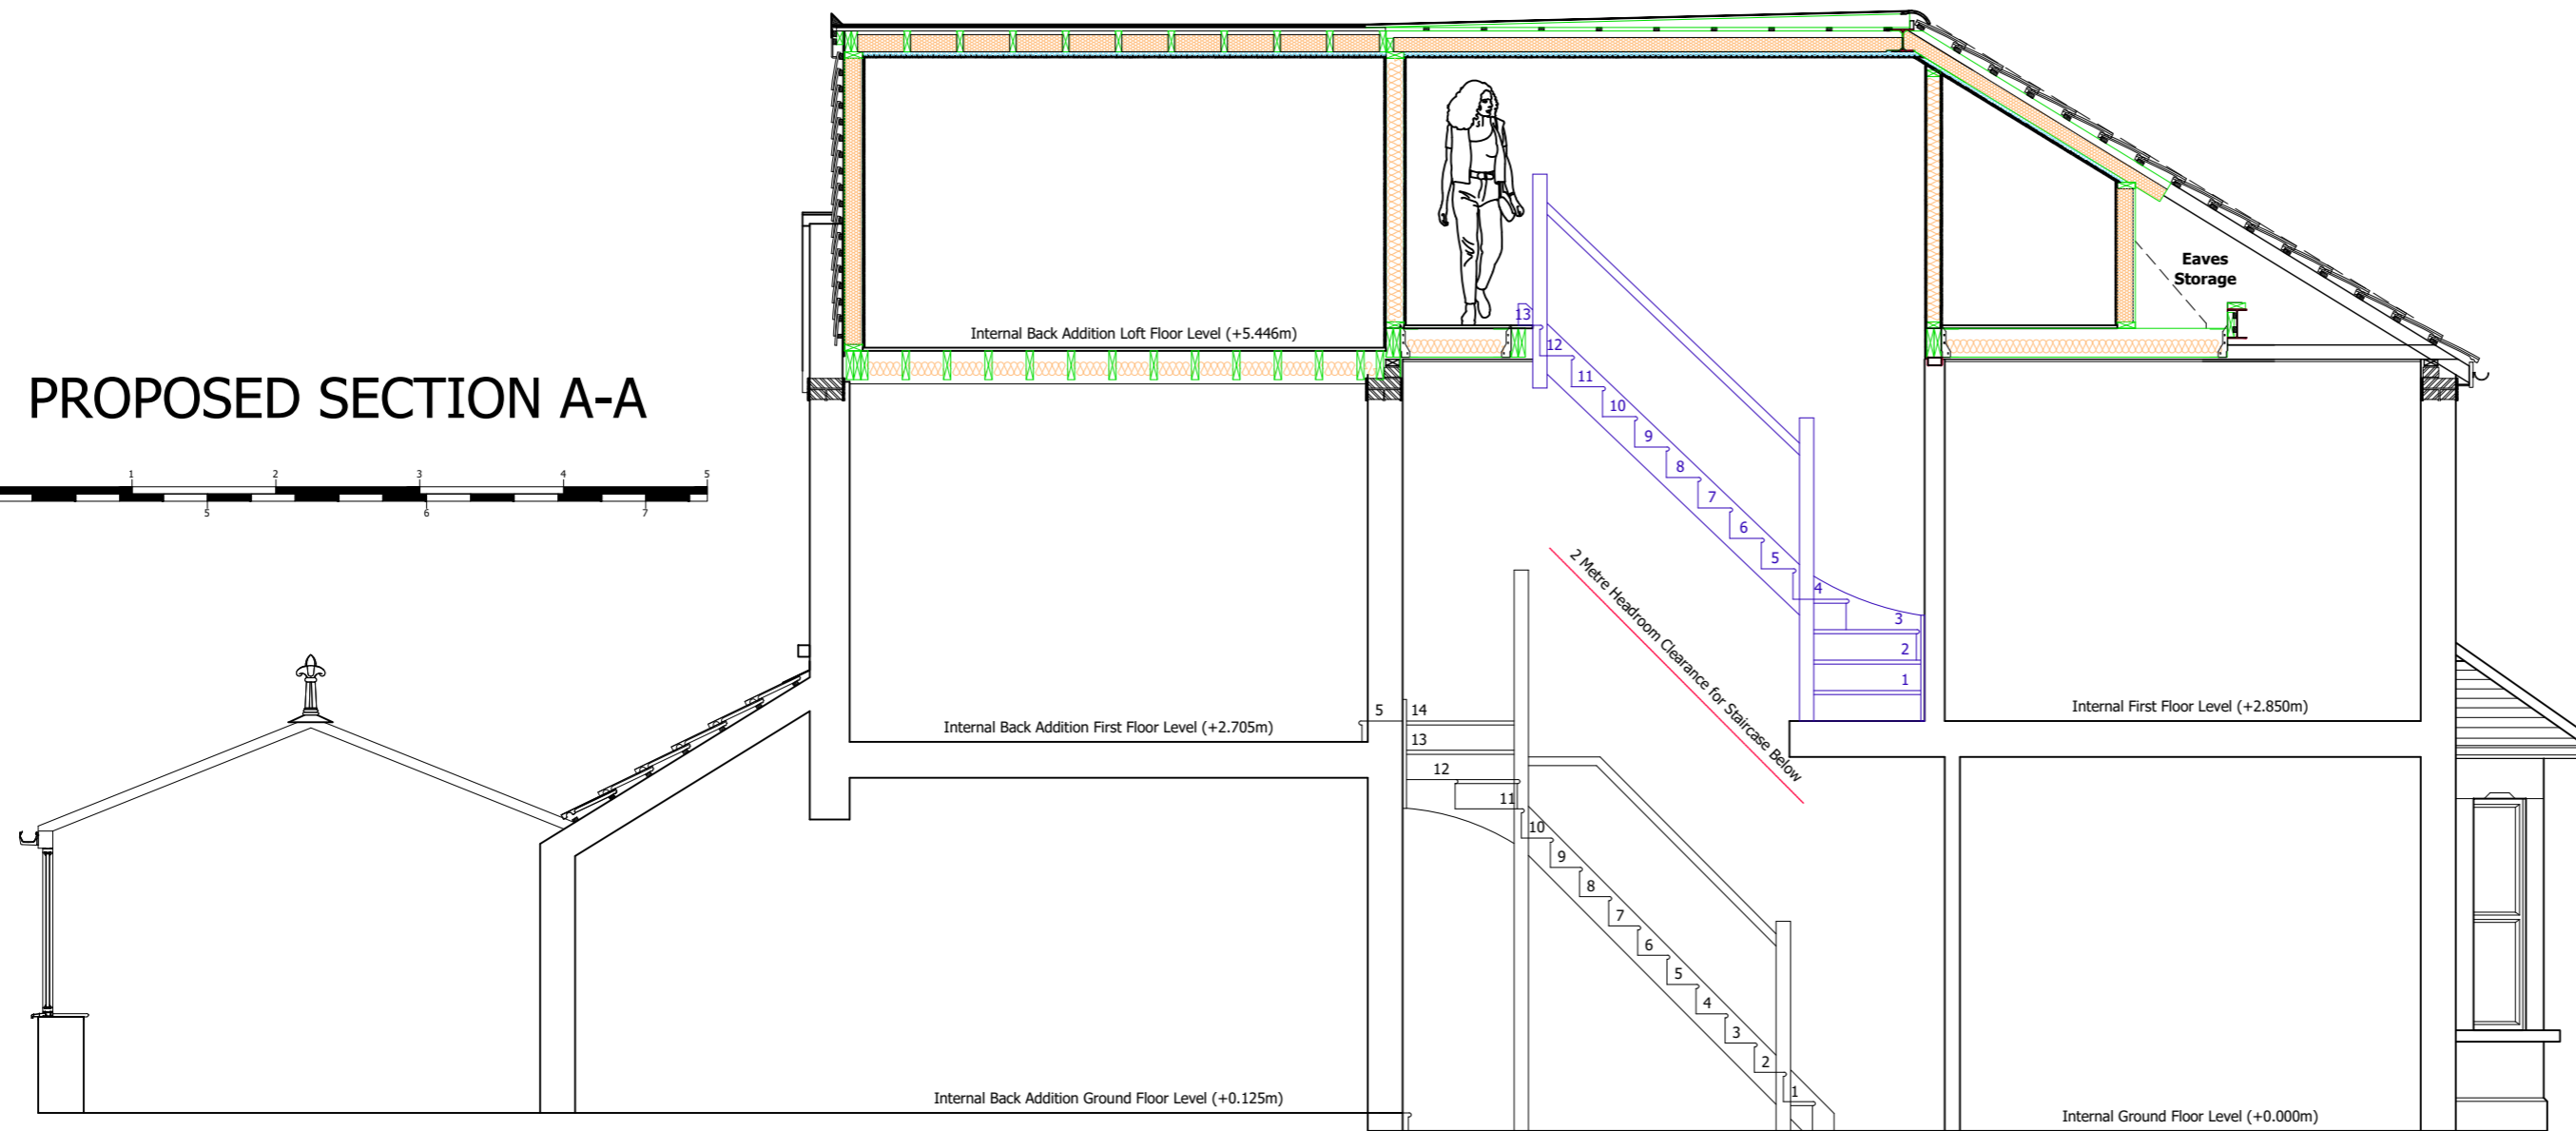 Eaves
Storage
Internal Back Addition Loft Floor Level (+5.446m)
13
12
11
10
9
8
7
6
5
4
3
2
1
PROPOSED SECTION A-A
1 2 3 4 5
5 6 7
2 Metre Headroom Clearance for Staircase Below
Internal Back Addition First Floor Level (+2.705m)
Internal First Floor Level (+2.850m)
5 14
13
12
11
10
9
8
7
6
5
4
3
2
1
Internal Back Addition Ground Floor Level (+0.125m)
Internal Ground Floor Level (+0.000m)